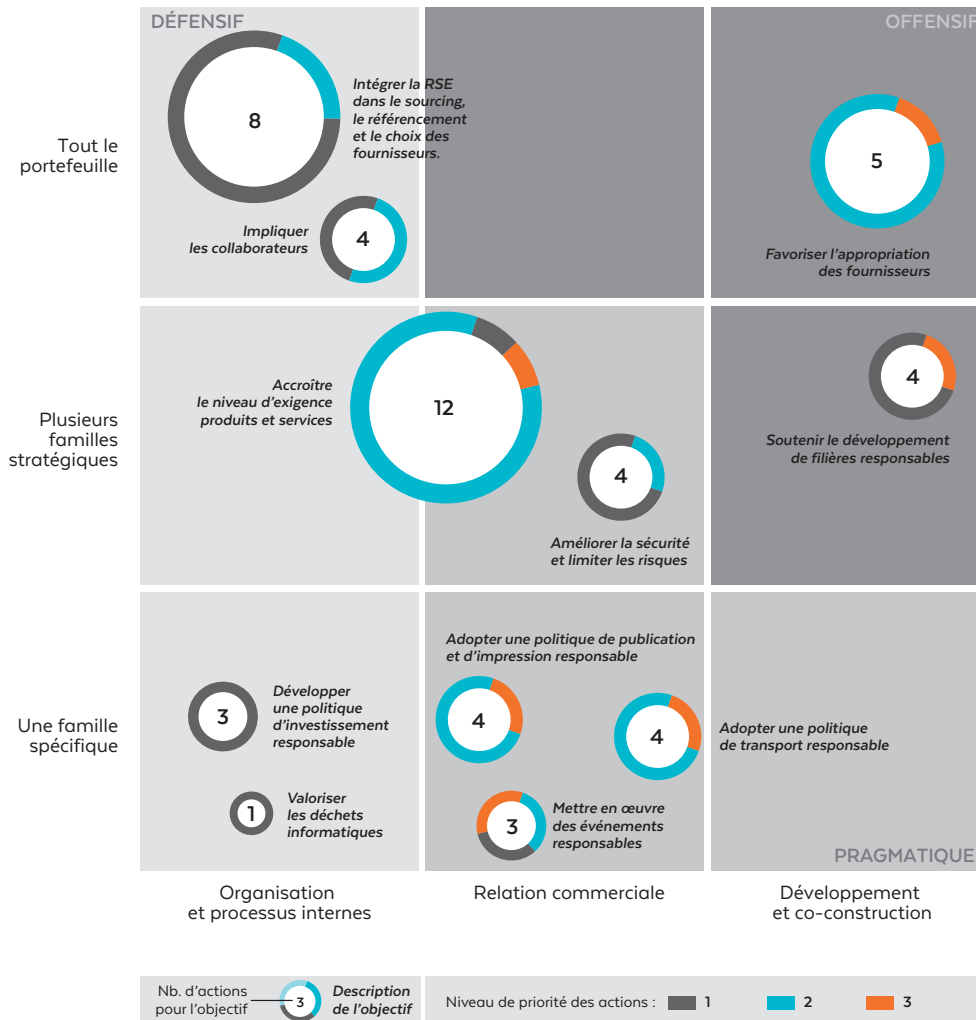 DÉFENSIF
OFFENSIF
Tout le
portefeuille
8
Intégrer la RSE
dans le sourcing,
le référencement
et le choix des
fournisseurs.
Impliquer
les collaborateurs
4
5
Favoriser l'appropriation
des fournisseurs
Plusieurs
familles
stratégiques
Accroître
le niveau d'exigence
produits et services
12
4
Améliorer la sécurité
et limiter les risques
4
Soutenir le développement
de filières responsables
Une famille
spécifique
3
Développer
une politique
d'investissement
responsable
1
Valoriser
les déchets
informatiques
Adopter une politique de publication
et d'impression responsable
4
4
Adopter une politique
de transport responsable
3
Mettre en œuvre
des événements
responsables
PRAGMATIQUE
Organisation
et processus internes
Relation commerciale
Développement
et co-construction
Nb. d'actions
pour l'objectif
3
Description
de l'objectif
Niveau de priorité des actions : 1 2 3